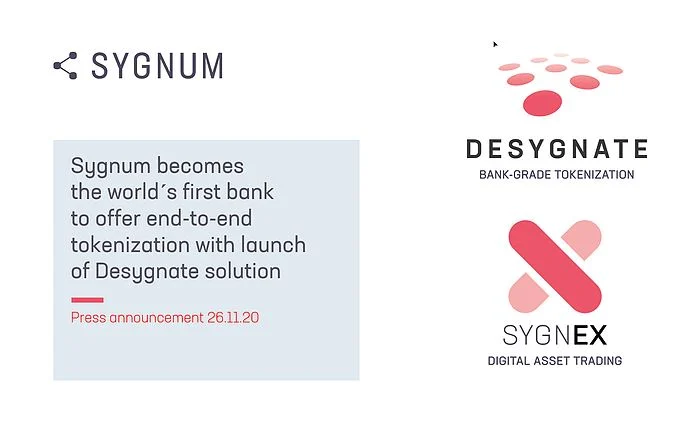 SYGNUM
Sygnum becomes
the world´s first bank
to offer end-to-end
tokenization with launch
of Desygnate solution
Press announcement 26.11.20
DESYGNATE
BANK-GRADE TOKENIZATION
SYGNEX
DIGITAL ASSET TRADING